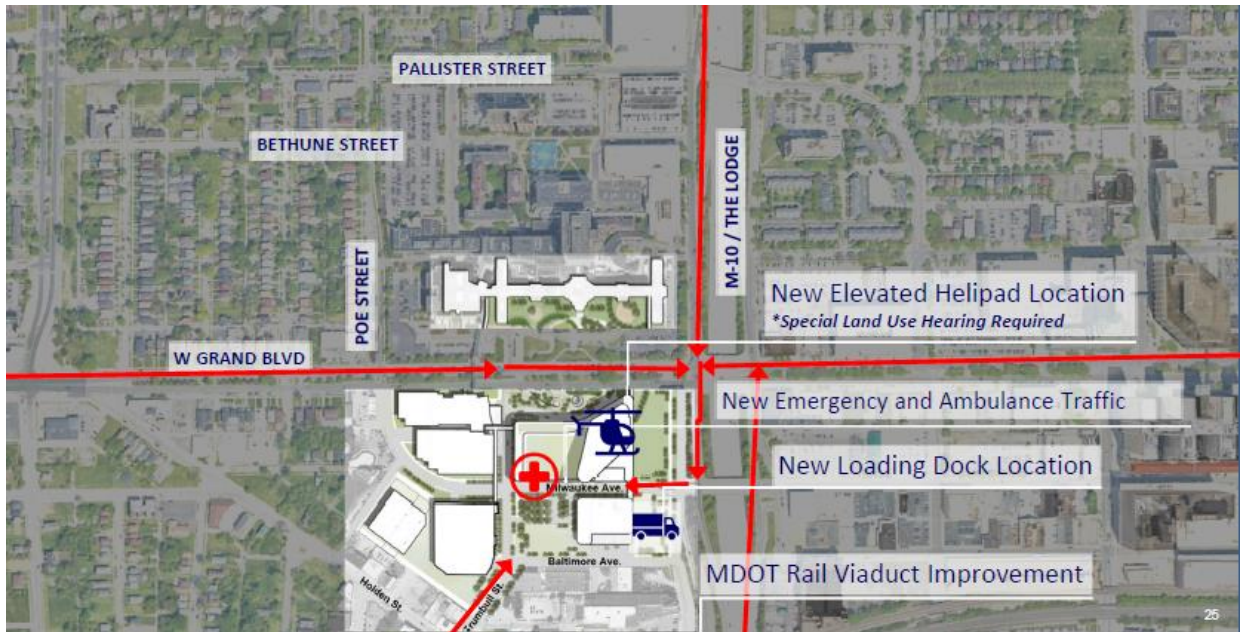 PALLISTER STREET
BETHUNE STREET
POE STREET
M-10 / THE LODGE
New Elevated Helipad Location
*Special Land Use Hearing Required
W GRAND BLVD
New Emergency and Ambulance Traffic
New Loading Dock Location
Milwaukee Ave.
Baltimore Ave.
MDOT Rail Viaduct Improvement
Holden St.
Trumbull St.
25